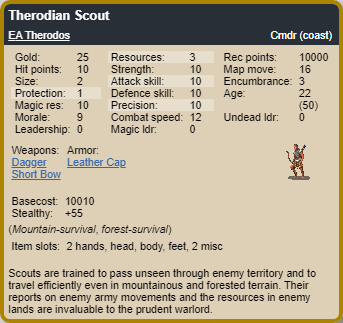 Therodian Scout
EA Therodos Cmdr (coast)
Gold: 25 Resources: 3 Rec points: 10000
Hit points: 10 Strength: 10 Map move: 16
Size: 2 Attack skill: 10 Encumbrance: 3
Protection: 1 Defence skill: 10 Age: 22
Magic res: 10 Precision: 10 (50)
Morale: 9 Combat speed: 12 Undead ldr: 0
Leadership: 0 Magic ldr: 0
Weapons: Armor:
Dagger Leather Cap
Short Bow
Basecost: 10010
Stealthy: +55
(Mountain-survival, forest-survival)
Item slots: 2 hands, head, body, feet, 2 misc
Scouts are trained to pass unseen through enemy territory and to
travel efficiently even in mountainous and forested terrain. Their
reports on enemy army movements and the resources in enemy
lands are invaluable to the prudent warlord.